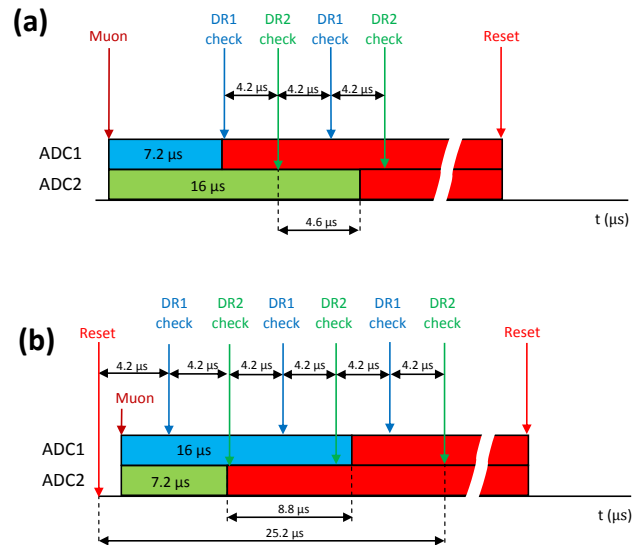 (a)
Muon
DR1
check
DR2
check
DR1
check
DR2
check
Reset
4.2 µs
4.2 µs
4.2 µs
ADC1
7.2 µs
ADC2
16 µs
4.6 µs
t (µs)
(b)
Reset
DR1
check
DR2
check
DR1
check
DR2
check
DR1
check
DR2
check
Reset
4.2 µs
4.2 µs
4.2 µs
4.2 µs
4.2 µs
4.2 µs
Muon
ADC1
16 µs
ADC2
7.2 µs
8.8 µs
25.2 µs
t (µs)